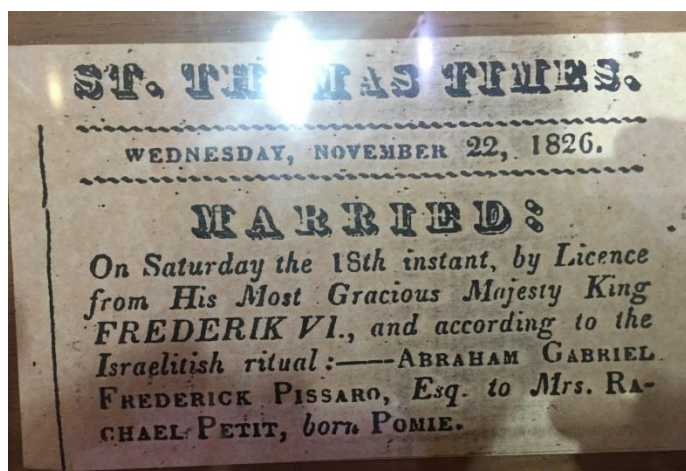 ST. THOMAS TIMES.
WEDNESDAY, NOVEMBER 22, 1826.
MARRIED:
On Saturday the 18th instant, by Licence
from His Most Gracious Majesty King
FREDERIK VI., and according to the
Israelitish ritual:—ABRAHAM GABRIEL
FREDERICK PISSARO, Esq. to Mrs. RA-
CHAEL PETIT, born POMIE.